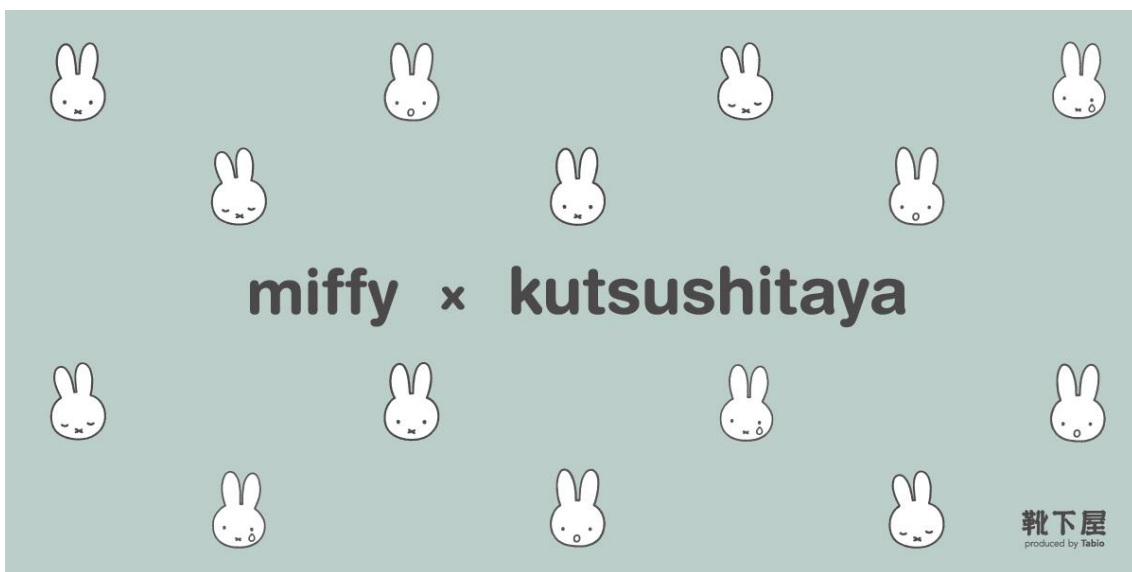 miffy × kutsushitaya
靴下屋
produced by Tabio